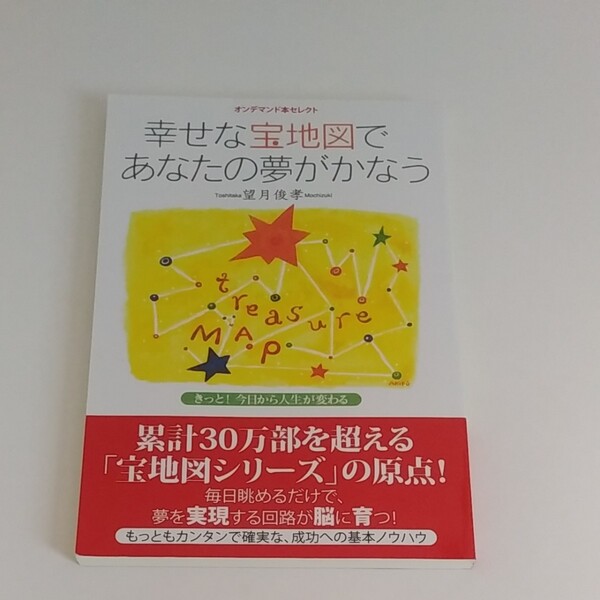 オンデマンド本セレクト
幸せな宝地図で
あなたの夢がかなう
Toshitaka 望月俊孝 Mochizuki
treasure
MAP
きっと！今日から人生が変わる
累計30万部を超える
「宝地図シリーズ」の原点！
毎日眺めるだけで、
夢を実現する回路が脳に育つ！
もっともカンタンで確実な、成功への基本ノウハウ